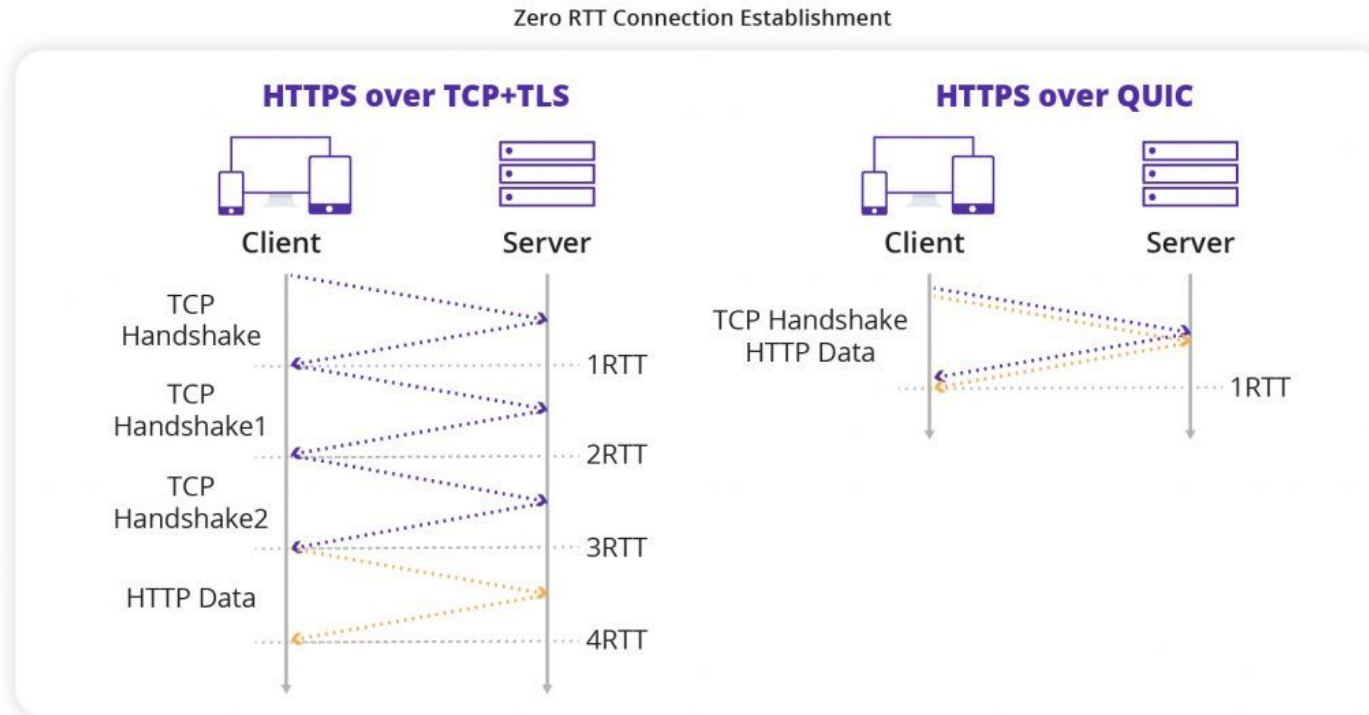 Zero RTT Connection Establishment
HTTPS over TCP+TLS
Client
Server
TCP
Handshake
1RTT
TCP
Handshake1
2RTT
TCP
Handshake2
3RTT
HTTP Data
4RTT
HTTPS over QUIC
Client
Server
TCP Handshake
HTTP Data
1RTT